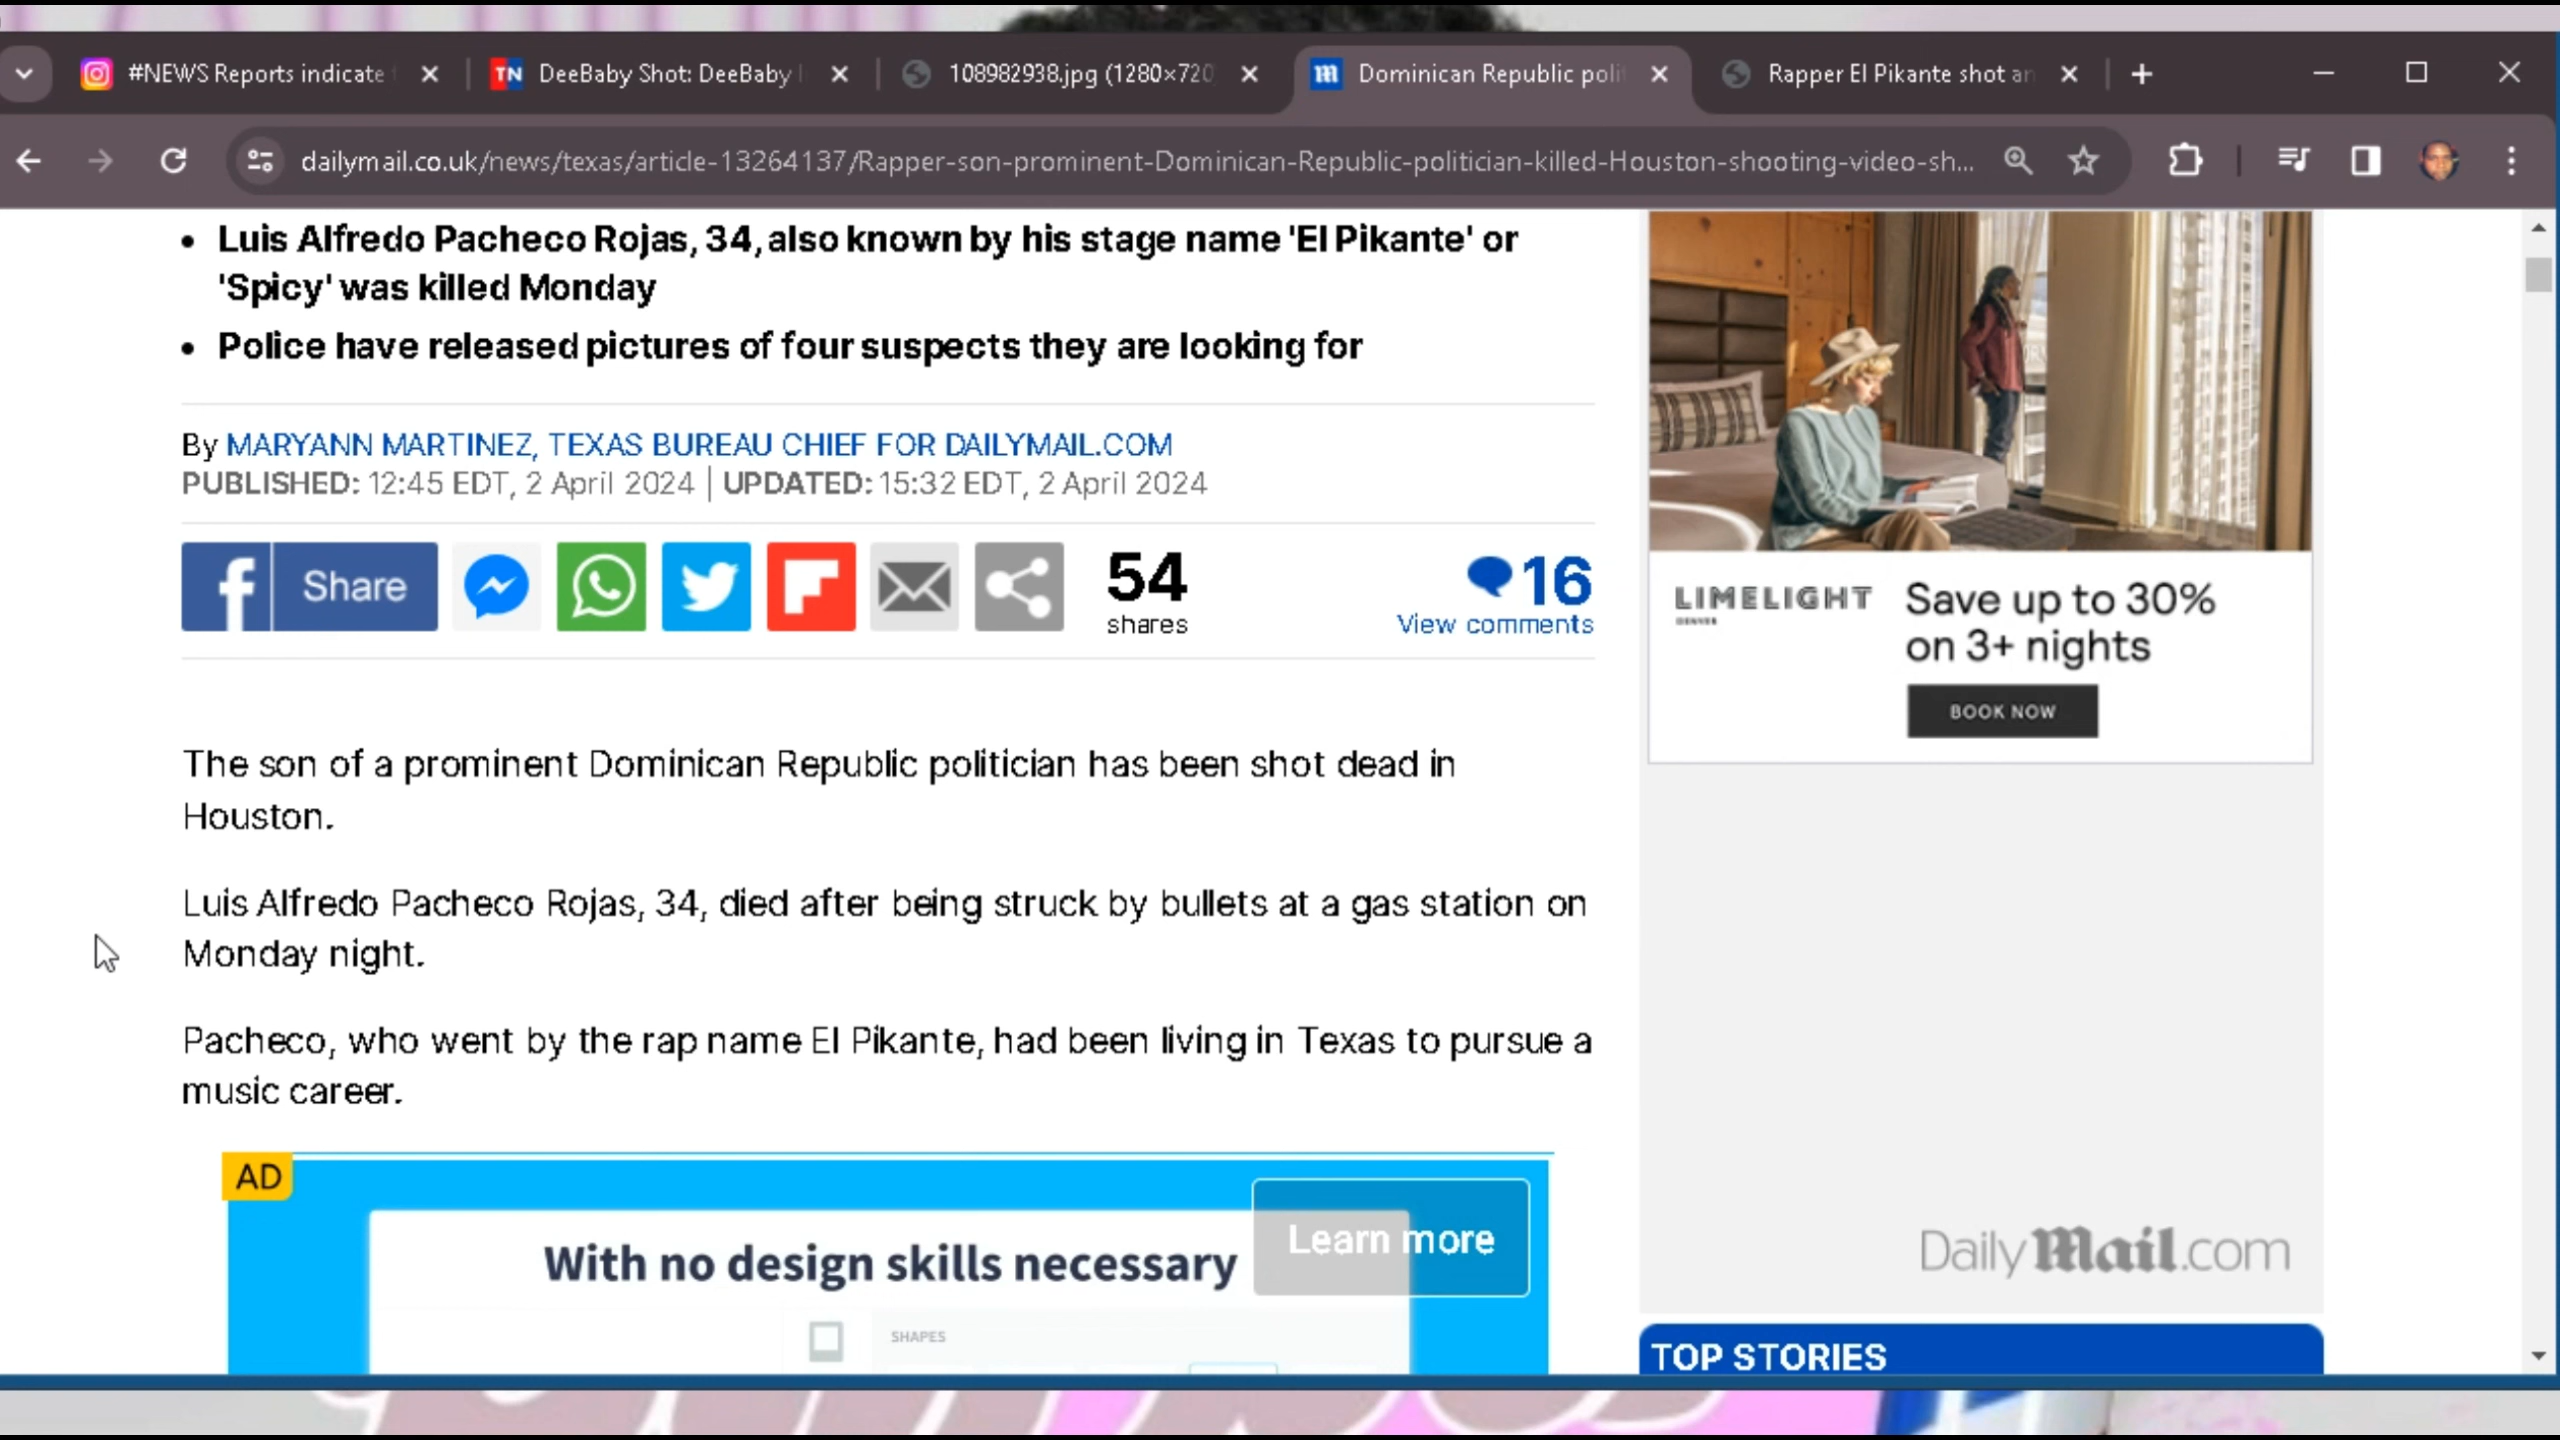 #NEWS Reports indicate
DeeBaby Shot: DeeBaby
108982938.jpg (1280×720
Dominican Republic poli
Rapper El Pikante shot an
dailymail.co.uk/news/texas/article-13264137/Rapper-son-prominent-Dominican-Republic-politician-killed-Houston-shooting-video-sh...
• Luis Alfredo Pacheco Rojas, 34, also known by his stage name 'El Pikante' or
'Spicy' was killed Monday
• Police have released pictures of four suspects they are looking for
By MARYANN MARTINEZ, TEXAS BUREAU CHIEF FOR DAILYMAIL.COM
PUBLISHED: 12:45 EDT, 2 April 2024 | UPDATED: 15:32 EDT, 2 April 2024
Share
54
shares
16
View comments
The son of a prominent Dominican Republic politician has been shot dead in
Houston.
Luis Alfredo Pacheco Rojas, 34, died after being struck by bullets at a gas station on
Monday night.
Pacheco, who went by the rap name El Pikante, had been living in Texas to pursue a
music career.
AD
With no design skills necessary
Learn more
SHAPES
LIMELIGHT
DENVER
Save up to 30%
on 3+ nights
BOOK NOW
DailyMail.com
TOP STORIES